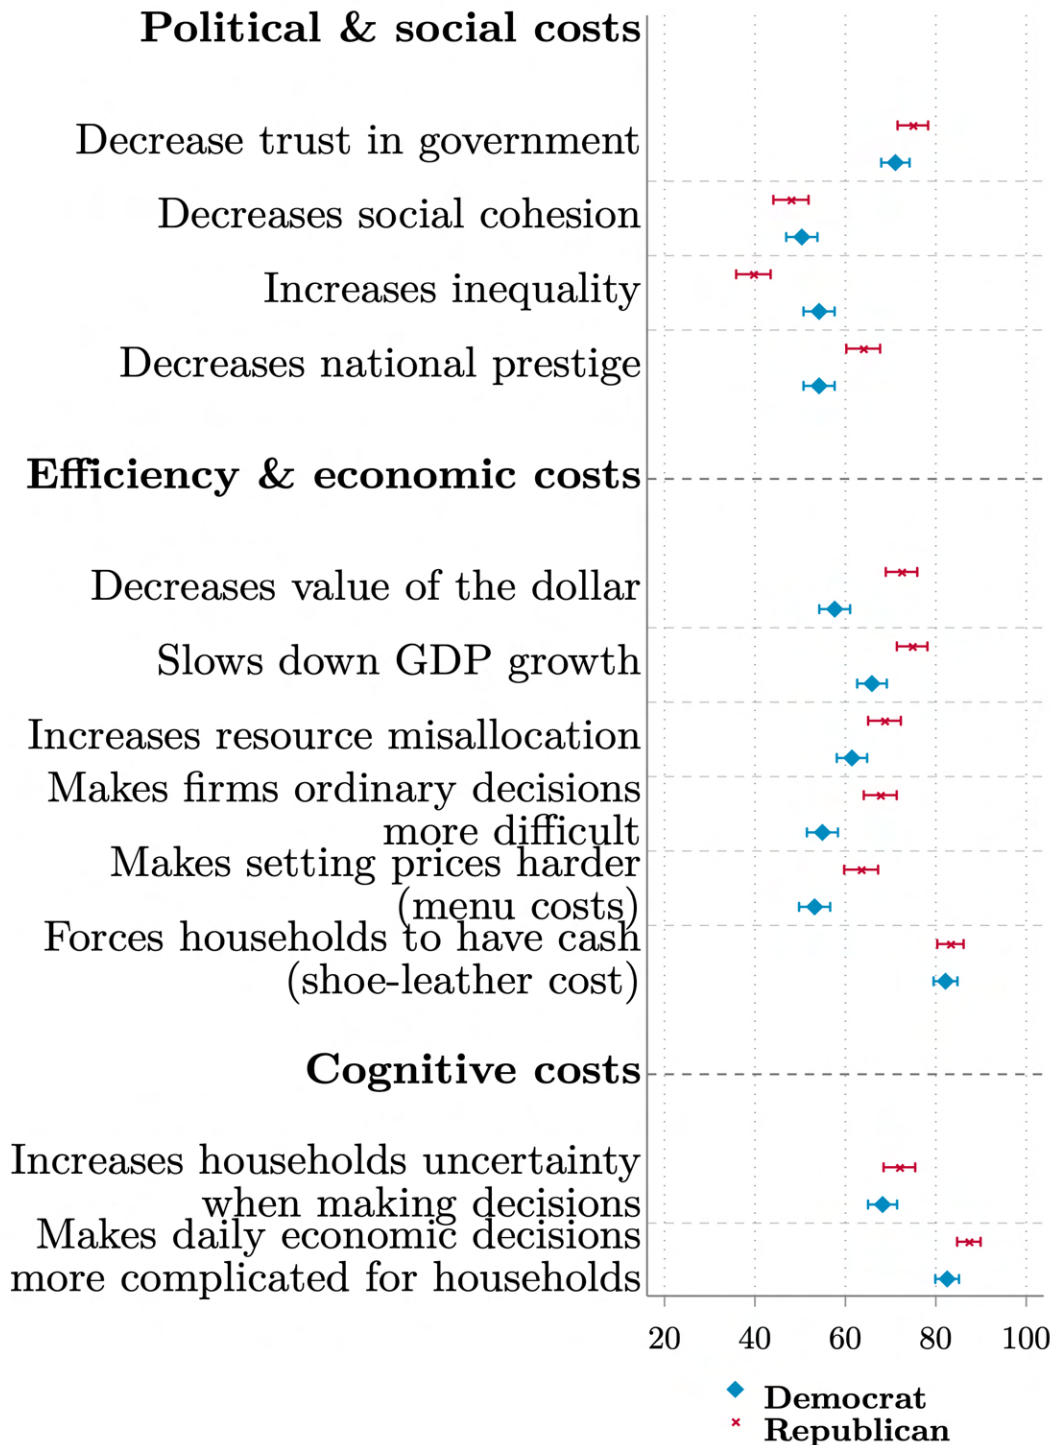 Political & social costs
Decrease trust in government
Decreases social cohesion
Increases inequality
Decreases national prestige
Efficiency & economic costs
Decreases value of the dollar
Slows down GDP growth
Increases resource misallocation
Makes firms ordinary decisions
more difficult
Makes setting prices harder
(menu costs)
Forces households to have cash
(shoe-leather cost)
Cognitive costs
Increases households uncertainty
when making decisions
Makes daily economic decisions
more complicated for households
20 40 60 80 100
Democrat
Republican